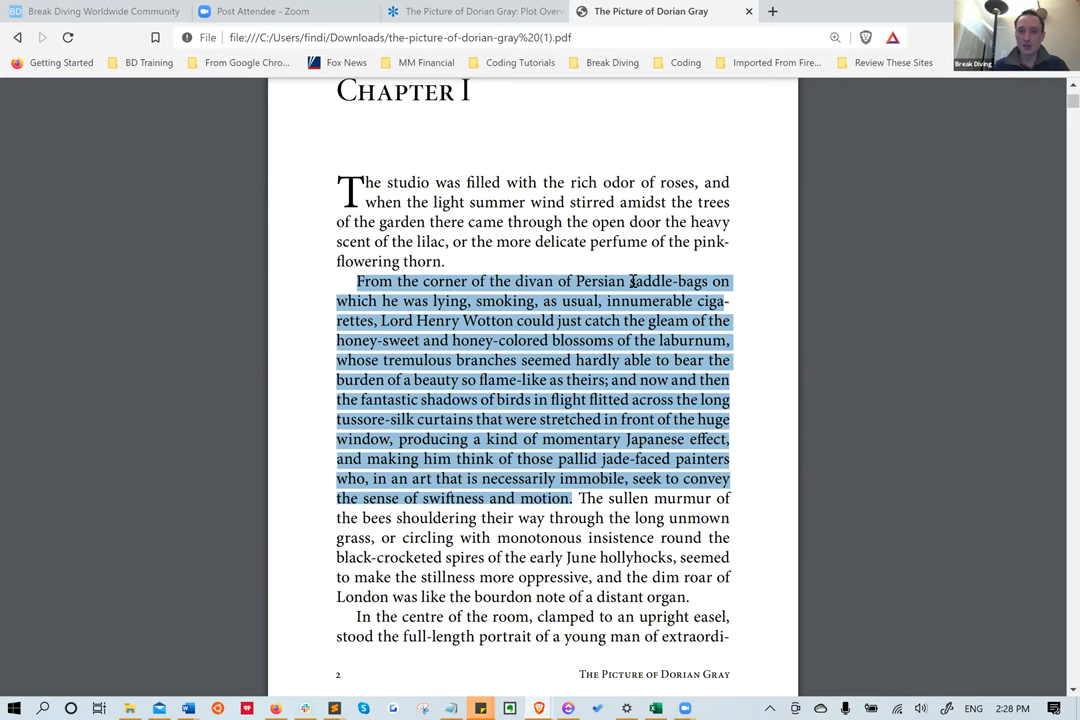 Break Diving Worldwide Community
Post Attendee - Zoom
The Picture of Dorian Gray: Plot Over
The Picture of Dorian Gray
File
file:///C:/Users/findi/Downloads/the-picture-of-dorian-gray%20(1).pdf
Getting Started
BD Training
From Google Chro...
Fox News
MM Financial
Coding Tutorials
Break Diving
Coding
Imported From Fire...
Review These Sites
Break Diving
CHAPTER I
The studio was filled with the rich odor of roses, and
when the light summer wind stirred amidst the trees
of the garden there came through the open door the heavy
scent of the lilac, or the more delicate perfume of the pink-
flowering thorn.
From the corner of the divan of Persian saddle-bags on
which he was lying, smoking, as usual, innumerable ciga-
rettes, Lord Henry Wotton could just catch the gleam of the
honey-sweet and honey-colored blossoms of the laburnum,
whose tremulous branches seemed hardly able to bear the
burden of a beauty so flame-like as theirs; and now and then
the fantastic shadows of birds in flight flitted across the long
tussore-silk curtains that were stretched in front of the huge
window, producing a kind of momentary Japanese effect,
and making him think of those pallid jade-faced painters
who, in an art that is necessarily immobile, seek to convey
the sense of swiftness and motion. The sullen murmur of
the bees shouldering their way through the long unmown
grass, or circling with monotonous insistence round the
black-crocketed spires of the early June hollyhocks, seemed
to make the stillness more oppressive, and the dim roar of
London was like the bourdon note of a distant organ.
In the centre of the room, clamped to an upright easel,
stood the full-length portrait of a young man of extraordi-
2
THE PICTURE OF DORIAN GRAY
ENG
2:28 PM